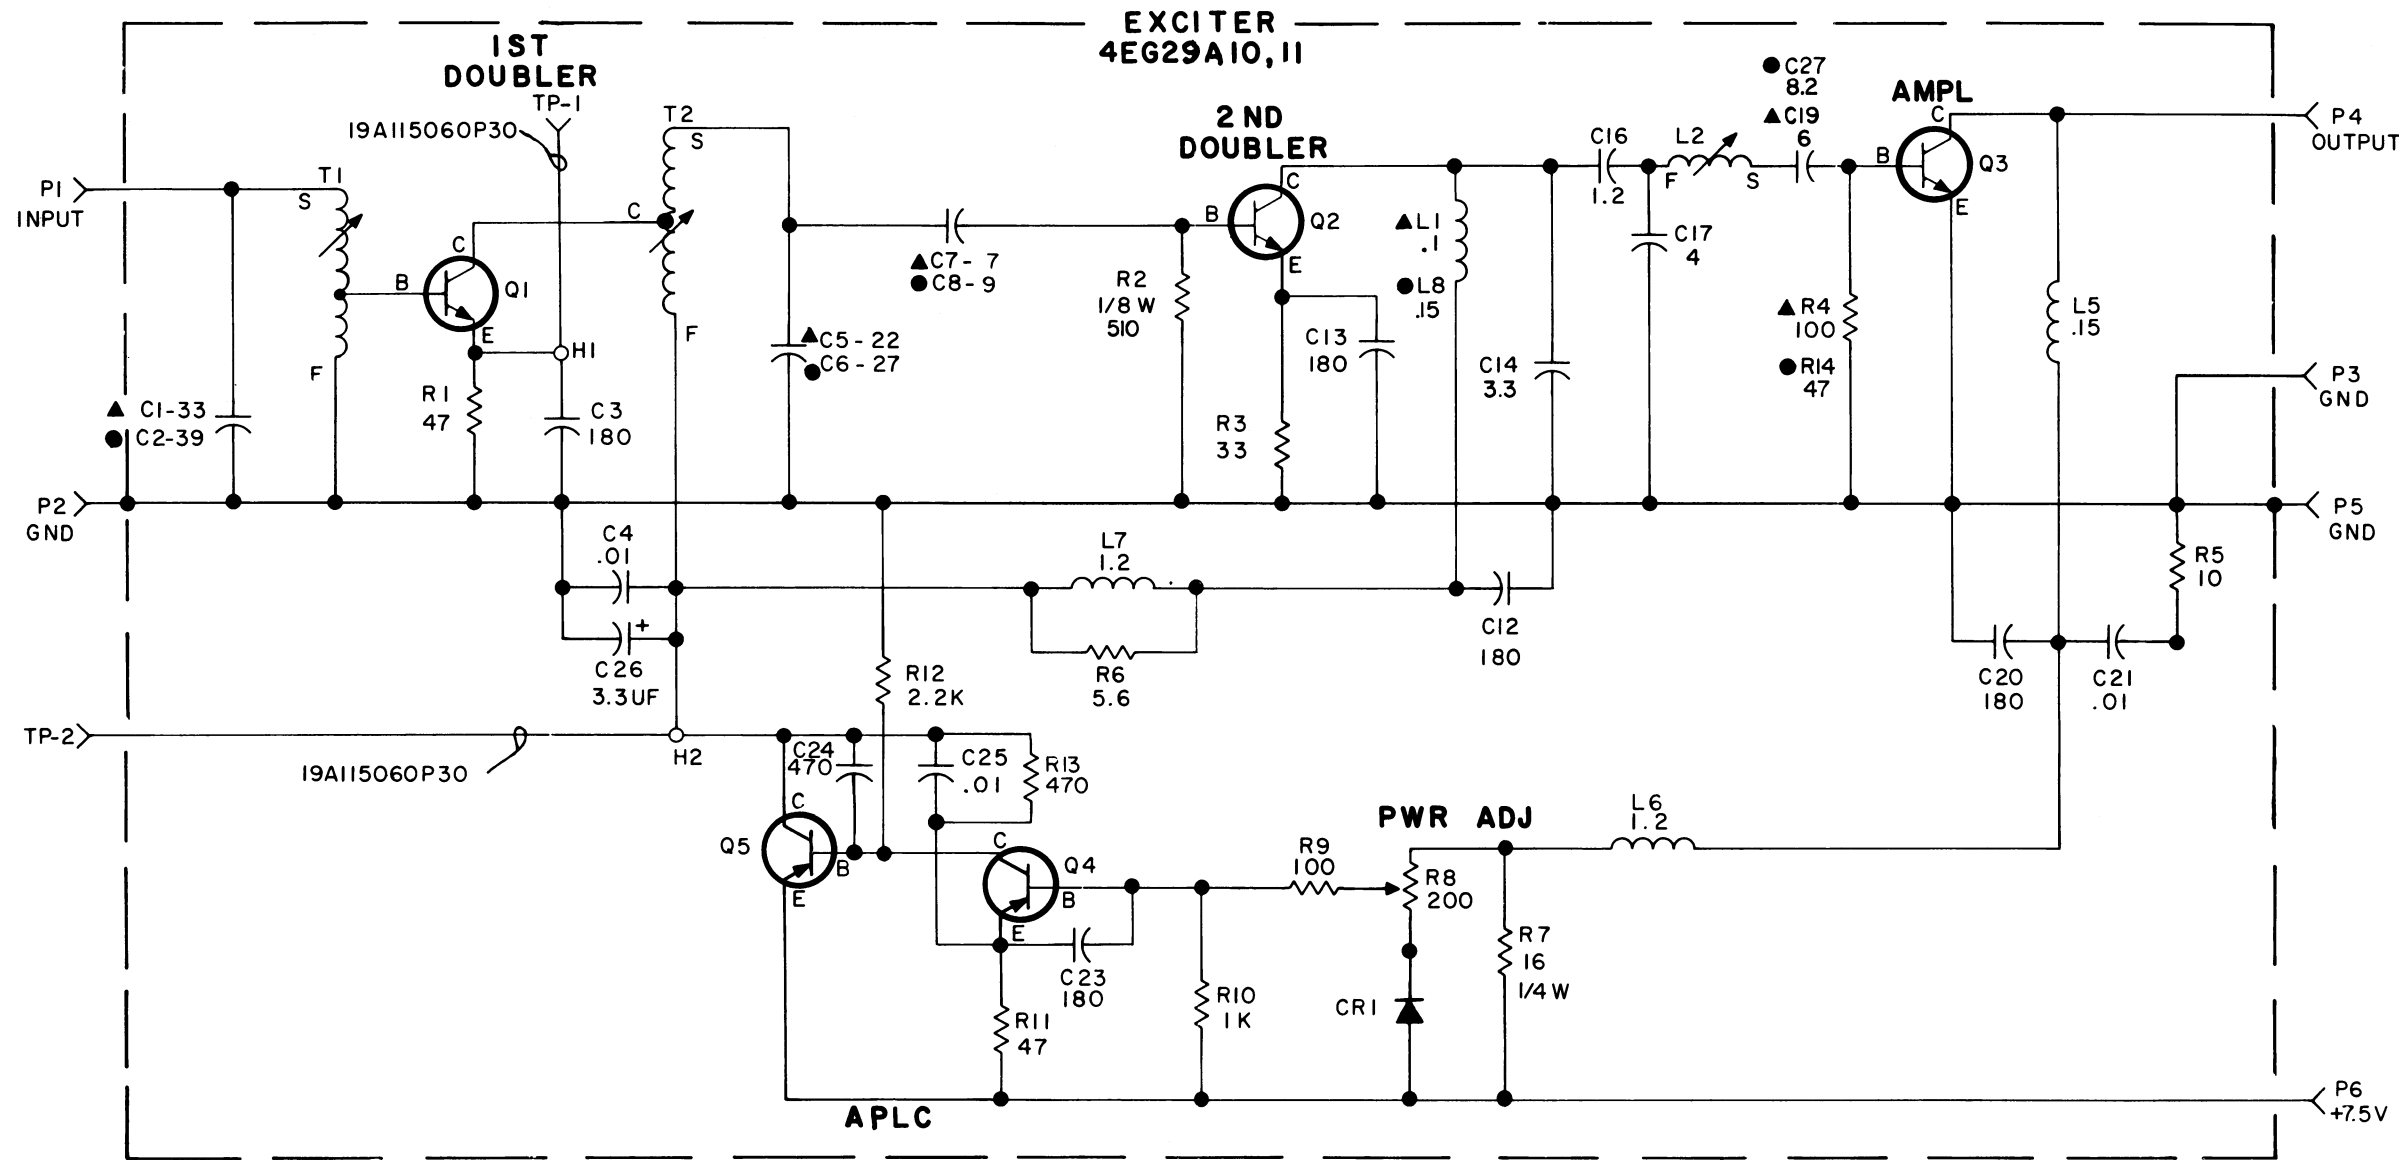 EXCITER
4EG29A10, 11
1ST
DOUBLER
TP-1
19A115060P30
T2
S
C
F
2ND
DOUBLER
C27
8.2
C19
6
AMPL
C
B
Q3
E
P4
OUTPUT
P1
INPUT
T1
S
F
C
B
Q1
E
H1
R1
47
C3
180
C1-33
C2-39
C5-22
C6-27
C7-7
C8-9
R2
1/8W
510
C
B
Q2
E
C13
180
R3
33
L1
.1
L8
.15
C14
3.3
C16
1.2
L2
F
S
C17
4
R4
100
R14
47
L5
.15
P3
GND
P2
GND
P5
GND
C4
.01
C26
+
3.3UF
L7
1.2
R6
5.6
C12
180
R5
10
C20
180
C21
.01
R12
2.2K
TP-2
19A115060P30
H2
C24
470
C25
.01
R13
470
C
Q5
B
E
C
Q4
B
E
C23
180
R11
47
R9
100
R10
1K
PWR ADJ
R8
200
CR1
R7
16
1/4W
L6
1.2
APLC
P6
+7.5V